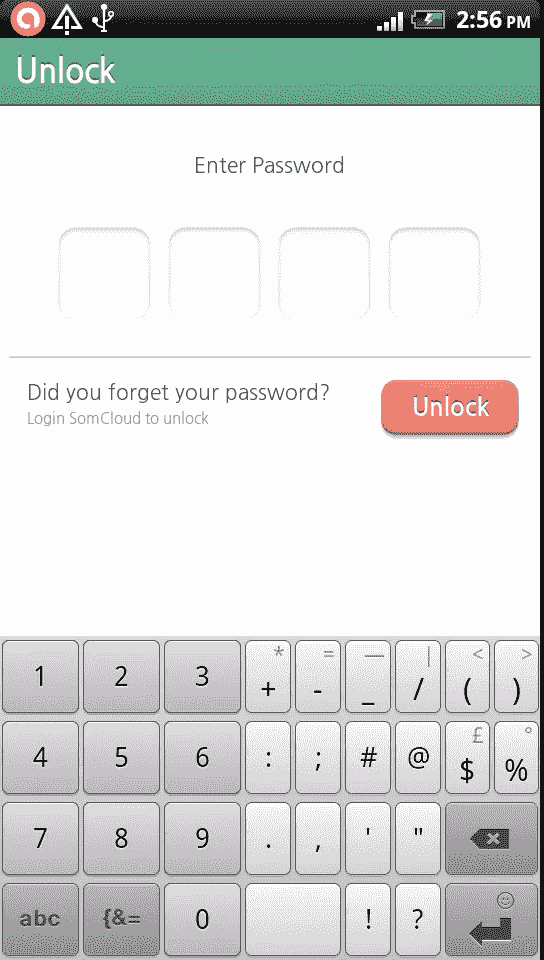 2:56 PM
Unlock
Enter Password
Did you forget your password?
Login SomCloud to unlock
Unlock
1 2 3 * + = - — _ | / < ( > )
4 5 6 : ; # @ £ $ ° %
7 8 9 . , ' "
abc {&= 0 ! ?